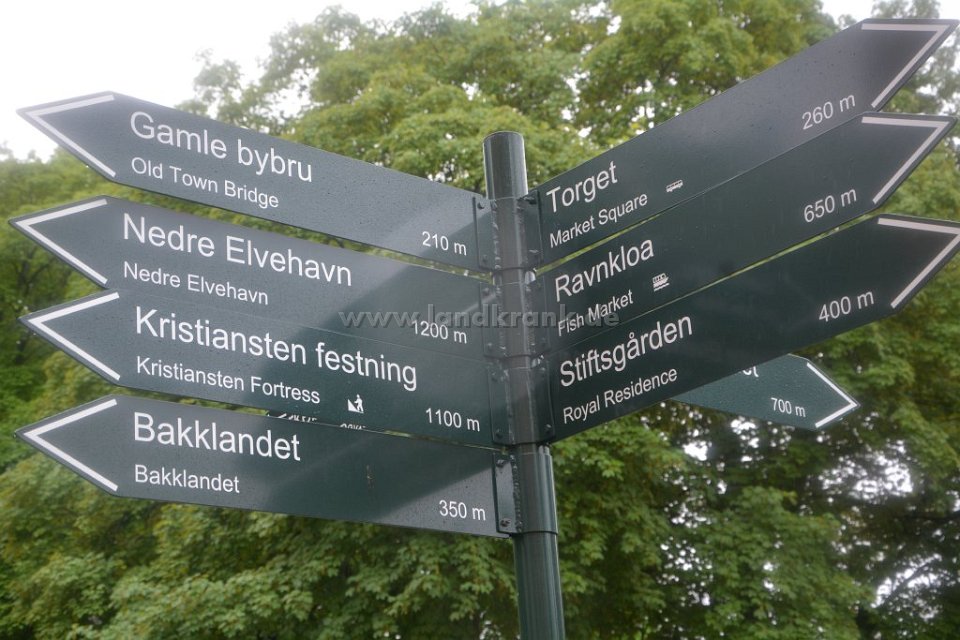 Gamle bybru
Old Town Bridge
210 m
Nedre Elvehavn
Nedre Elvehavn
1200 m
Kristiansten festning
Kristiansten Fortress
1100 m
Bakklandet
Bakklandet
350 m
Torget
Market Square
260 m
Ravnkloa
Fish Market
650 m
Stiftsgården
Royal Residence
400 m
700 m
www.landkrank.de